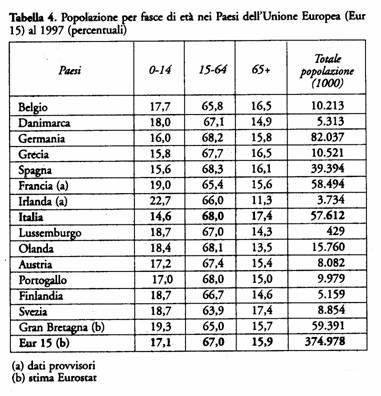 Tabella 4. Popolazione per fasce di età nei Paesi dell'Unione Europea (Eur
15) al 1997 (percentuali)
Paesi 0-14 15-64 65+ Totale popolazione (1000)
Belgio 17,7 65,8 16,5 10.213
Danimarca 18,0 67,1 14,9 5.313
Germania 16,0 68,2 15,8 82.037
Grecia 15,8 67,7 16,5 10.521
Spagna 15,6 68,3 16,1 39.394
Francia (a) 19,0 65,4 15,6 58.494
Irlanda (a) 22,7 66,0 11,3 3.734
Italia 14,6 68,0 17,4 57.612
Lussemburgo 18,7 67,0 14,3 429
Olanda 18,4 68,1 13,5 15.760
Austria 17,2 67,4 15,4 8.082
Portogallo 17,0 68,0 15,0 9.979
Finlandia 18,7 66,7 14,6 5.159
Svezia 18,7 63,9 17,4 8.854
Gran Bretagna (b) 19,3 65,0 15,7 59.391
Eur 15 (b) 17,1 67,0 15,9 374.978
(a) dati provvisori
(b) stima Eurostat